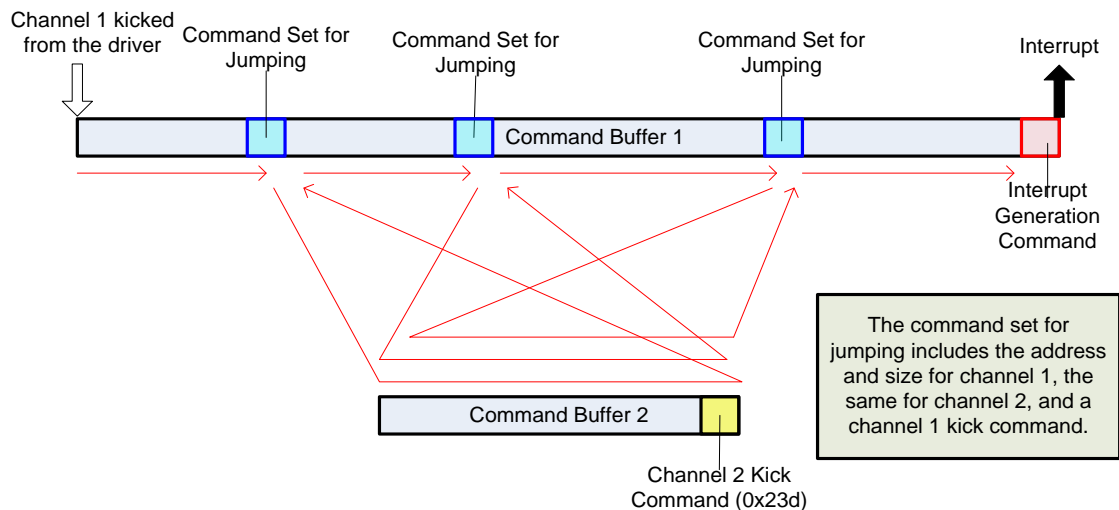 Channel 1 kicked
from the driver
Command Set for
Jumping
Command Set for
Jumping
Command Set for
Jumping
Interrupt
Command Buffer 1
Interrupt
Generation
Command
The command set for
jumping includes the address
and size for channel 1, the
same for channel 2, and a
channel 1 kick command.
Command Buffer 2
Channel 2 Kick
Command (0x23d)